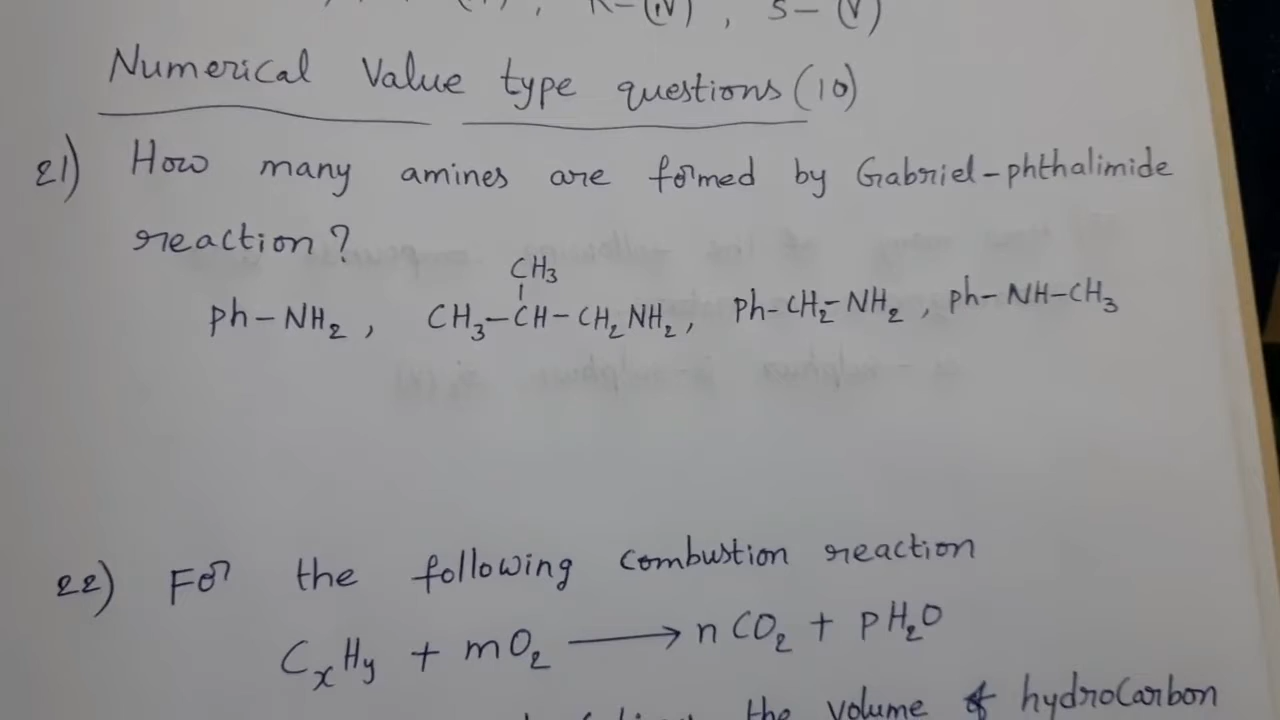 R-(IV), S-(V)
Numerical Value type questions (10)
21) How many amines are formed by Gabriel-phthalimide
reaction?
CH3
|
Ph-NH2, CH3-CH-CH2NH2, Ph-CH2-NH2, Ph-NH-CH3
22) For the following combustion reaction
CxHy + mO2 ⟶ nCO2 + pH2O
the volume of hydrocarbon